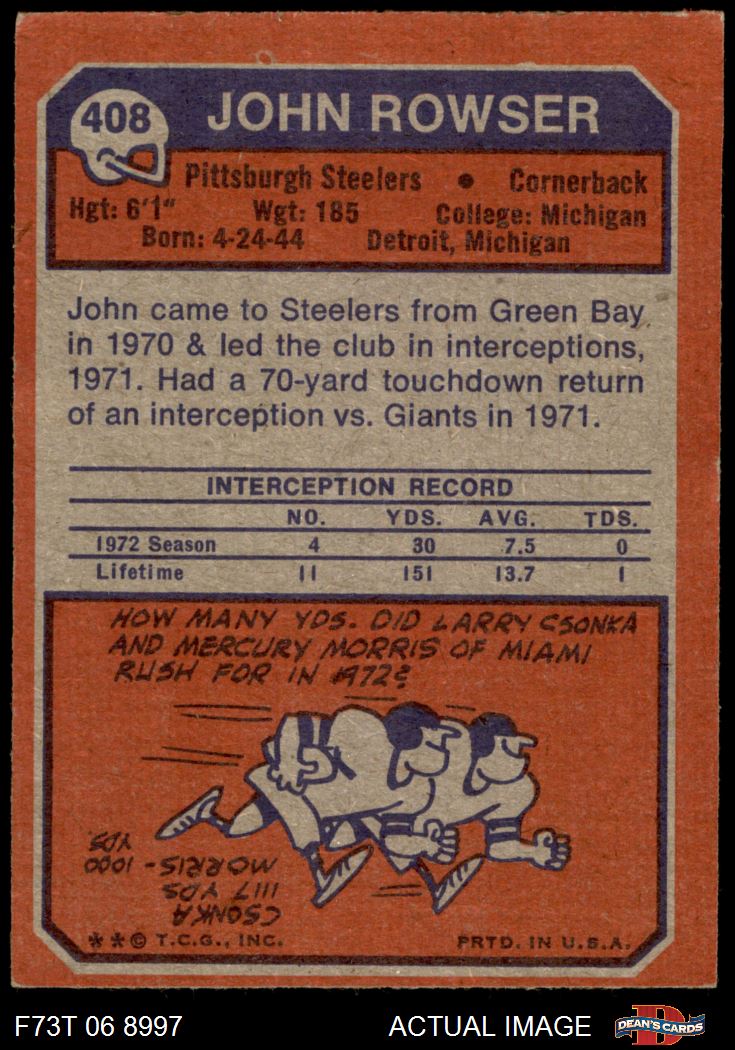 408
JOHN ROWSER
Pittsburgh Steelers • Cornerback
Hgt: 6'1" Wgt: 185 College: Michigan
Born: 4-24-44 Detroit, Michigan
John came to Steelers from Green Bay
in 1970 & led the club in interceptions,
1971. Had a 70-yard touchdown return
of an interception vs. Giants in 1971.
INTERCEPTION RECORD
NO. YDS. AVG. TDS.
1972 Season 4 30 7.5 0
Lifetime 11 151 13.7 1
HOW MANY YDS. DID LARRY CSONKA
AND MERCURY MORRIS OF MIAMI
RUSH FOR IN 1972?
CSONKA
1117 YDS
MORRIS - 1000
YDS.
** © T.C.G., INC. PRTD. IN U.S.A.
F73T 06 8997 ACTUAL IMAGE
D
DEAN'S CARDS